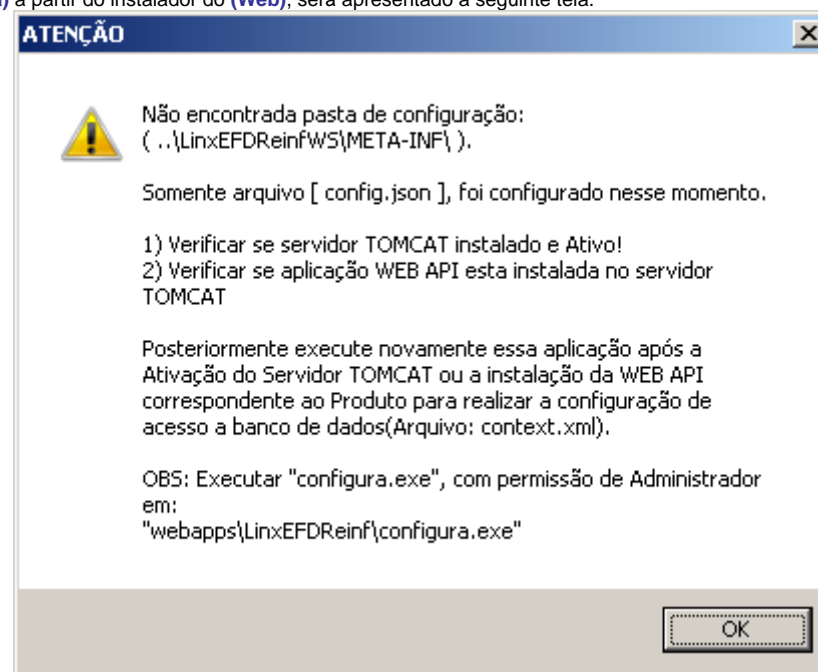 a partir do instalador do (Web), será apresentado a seguinte tela:
ATENÇÃO
Não encontrada pasta de configuração:
( ..\LinxEFDReinfWS\META-INF\ ).
Somente arquivo [ config.json ], foi configurado nesse momento.
1) Verificar se servidor TOMCAT instalado e Ativo!
2) Verificar se aplicação WEB API esta instalada no servidor
TOMCAT
Posteriormente execute novamente essa aplicação após a
Ativação do Servidor TOMCAT ou a instalação da WEB API
correspondente ao Produto para realizar a configuração de
acesso a banco de dados(Arquivo: context.xml).
OBS: Executar "configura.exe", com permissão de Administrador
em:
"webapps\LinxEFDReinf\configura.exe"
OK